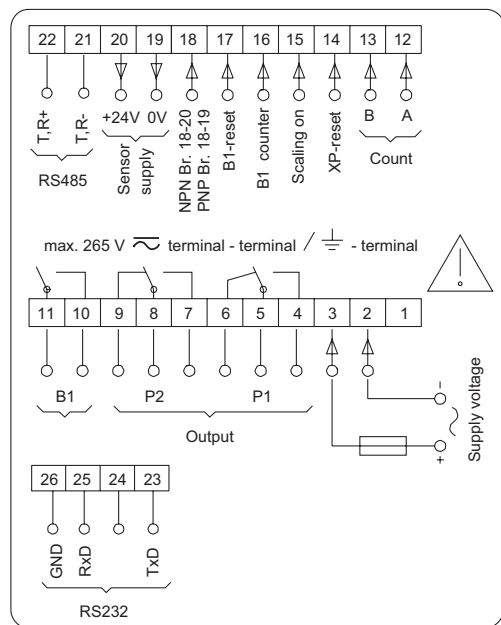 22 21 20 19 18 17 16 15 14 13 12
T,R+
T,R-
+24V 0V
NPN Br. 18-20
PNP Br. 18-19
B1-reset
B1 counter
Scaling on
XP-reset
B
A
RS485
Sensor
supply
Count
max. 265 V terminal - terminal / - terminal
!
11 10 9 8 7 6 5 4 3 2 1
B1
P2
P1
Output
-
+
Supply voltage
26 25 24 23
GND
RxD
TxD
RS232